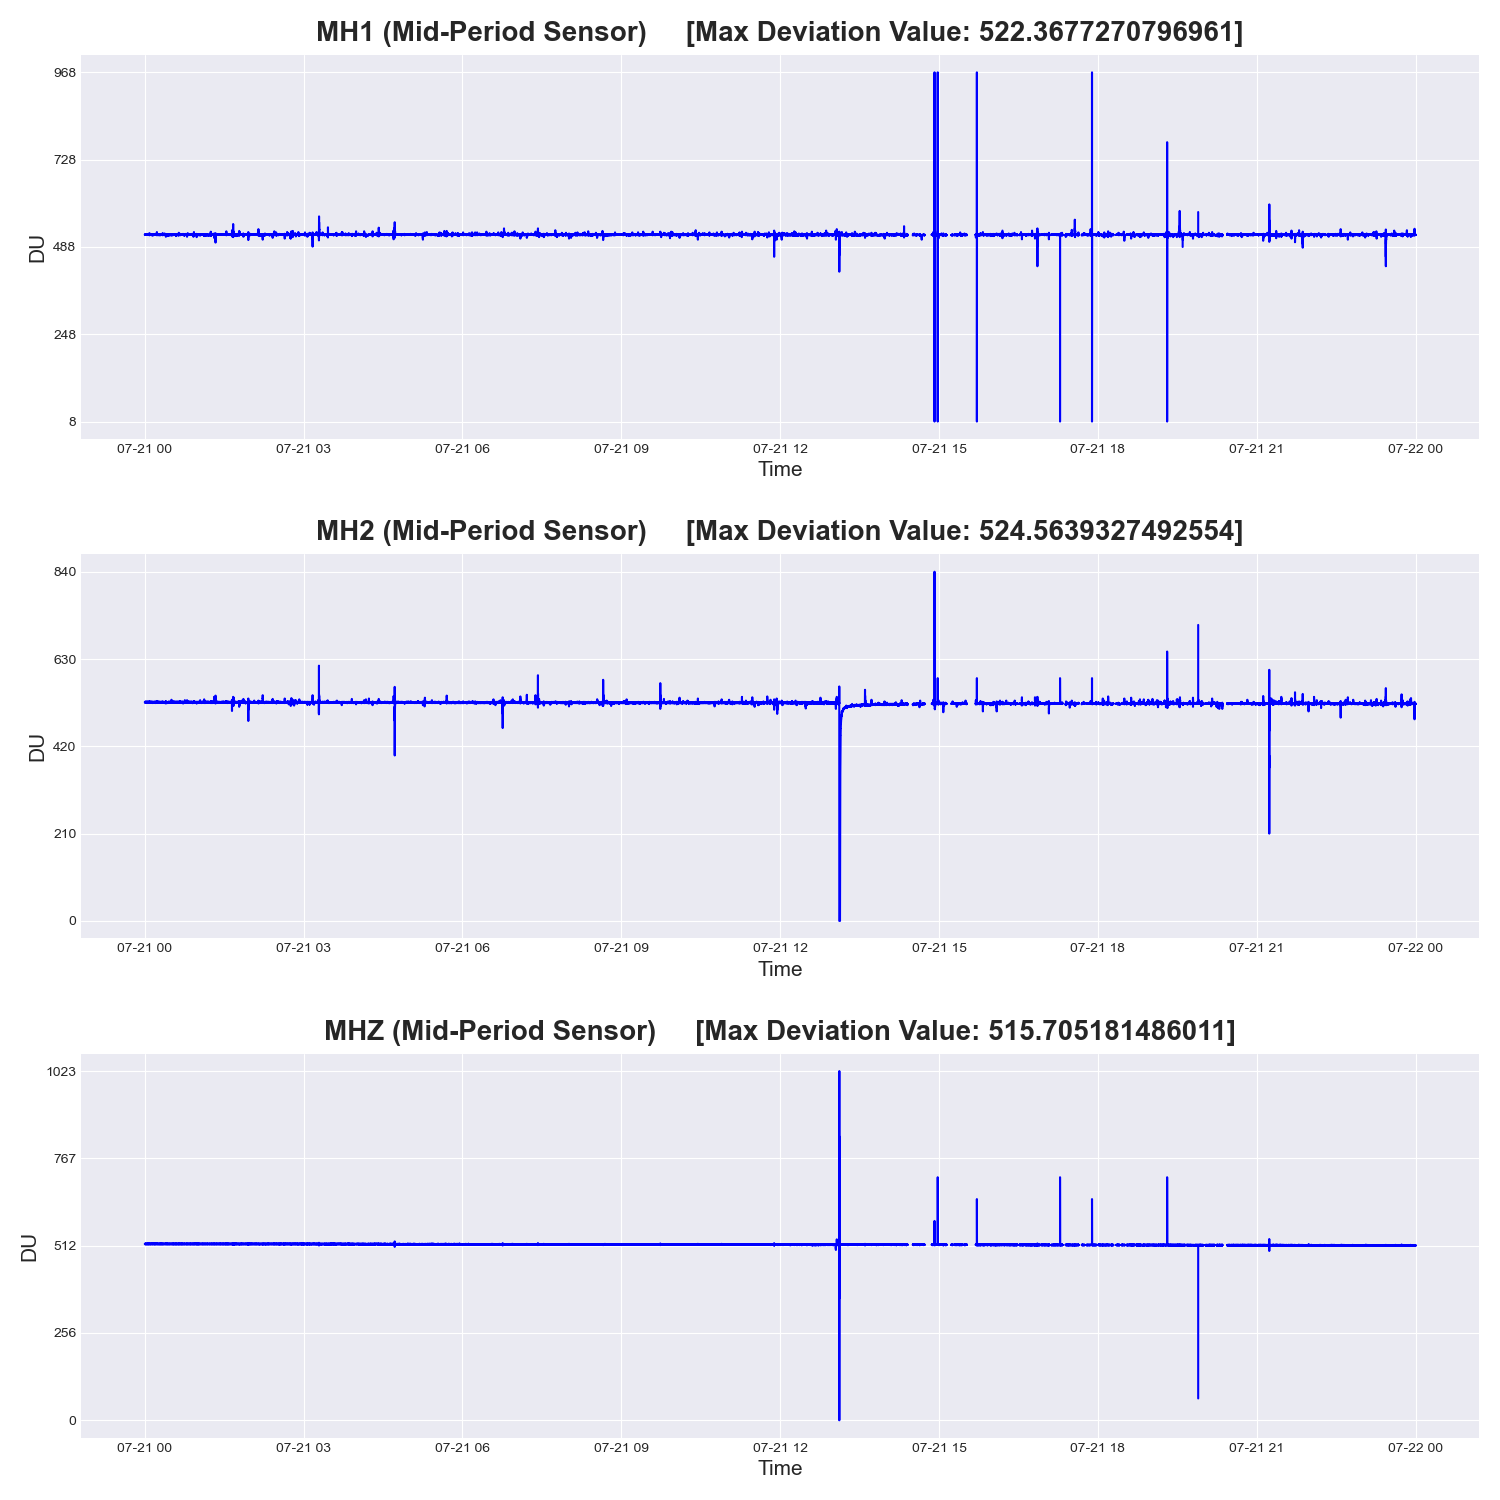 MH1 (Mid-Period Sensor) [Max Deviation Value: 522.3677270796961]
968
728
488
248
8
DU
07-21 00 07-21 03 07-21 06 07-21 09 07-21 12 07-21 15 07-21 18 07-21 21 07-22 00
Time
MH2 (Mid-Period Sensor) [Max Deviation Value: 524.5639327492554]
840
630
420
210
0
DU
07-21 00 07-21 03 07-21 06 07-21 09 07-21 12 07-21 15 07-21 18 07-21 21 07-22 00
Time
MHZ (Mid-Period Sensor) [Max Deviation Value: 515.705181486011]
1023
767
512
256
0
DU
07-21 00 07-21 03 07-21 06 07-21 09 07-21 12 07-21 15 07-21 18 07-21 21 07-22 00
Time